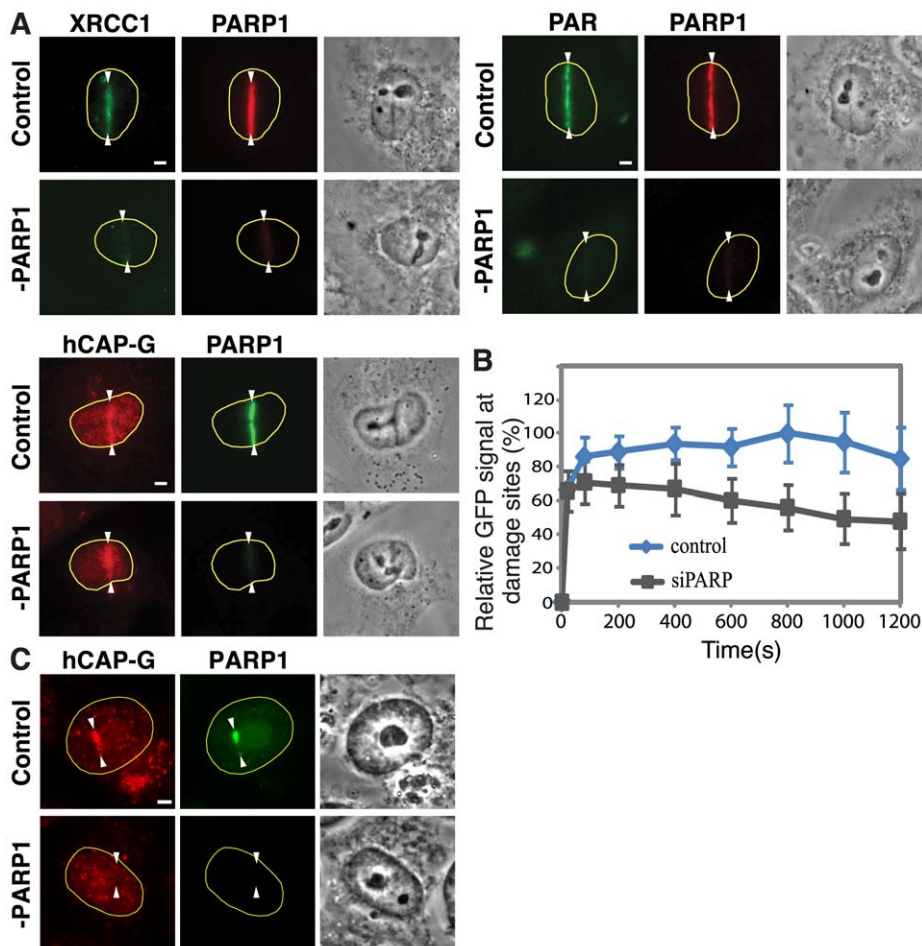 A
XRCC1 PARP1
Control
-PARP1
PAR PARP1
Control
-PARP1
hCAP-G PARP1
Control
-PARP1
B
Relative GFP signal at
damage sites (%)
120
100
80
60
40
20
0
control
siPARP
0 200 400 600 800 1000 1200
Time(s)
C
hCAP-G PARP1
Control
-PARP1